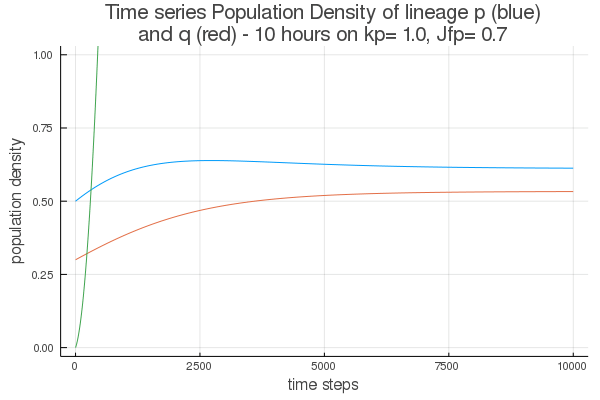 Time series Population Density of lineage p (blue)
and q (red) - 10 hours on kp= 1.0, Jfp= 0.7
1.00
0.75
0.50
0.25
0.00
population density
0
2500
5000
7500
10000
time steps